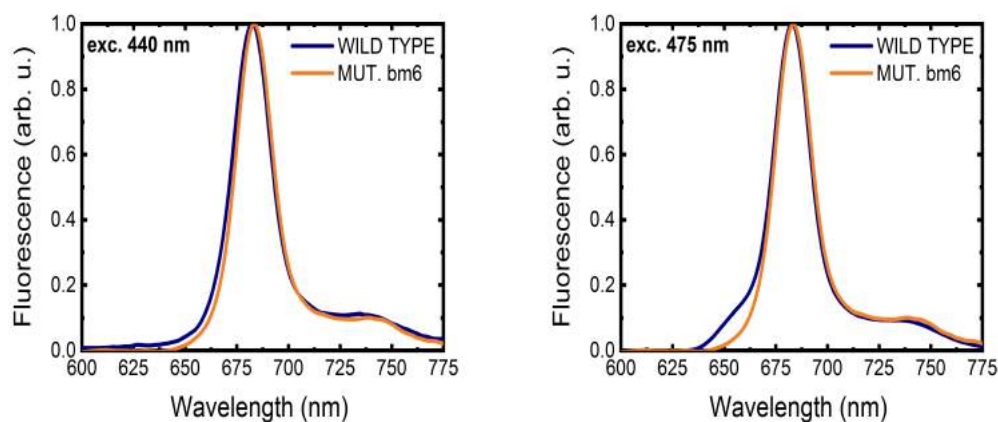 exc. 440 nm
WILD TYPE
MUT. bm6
Fluorescence (arb. u.)
1.0
0.8
0.6
0.4
0.2
0.0
600 625 650 675 700 725 750 775
Wavelength (nm)
exc. 475 nm
WILD TYPE
MUT. bm6
Fluorescence (arb. u.)
1.0
0.8
0.6
0.4
0.2
0.0
600 625 650 675 700 725 750 775
Wavelength (nm)